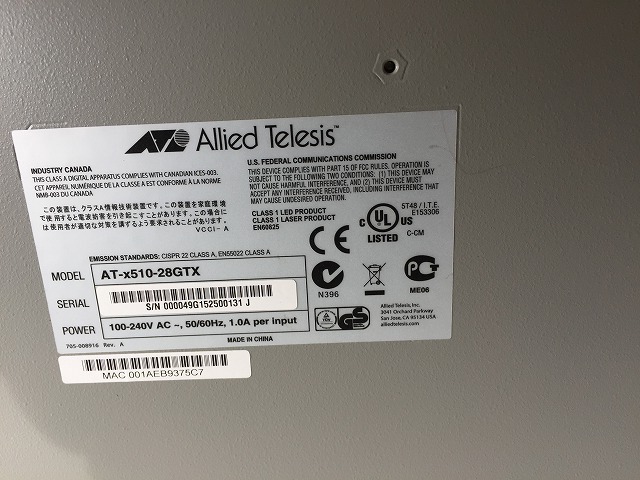 Allied Telesis™
INDUSTRY CANADA
THIS CLASS A DIGITAL APPARATUS COMPLIES WITH CANADIAN ICES-003.
CET APPAREIL NUMÉRIQUE DE LA CLASSE A EST CONFORME À LA NORME
NMB-003 DU CANADA
この装置は、クラスA情報技術装置です。この装置を家庭環境
で使用すると電波妨害を引き起こすことがあります。この場合に
は使用者が適切な対策を講ずるよう要求されることがあります。
VCCI-A
U.S. FEDERAL COMMUNICATIONS COMMISSION
THIS DEVICE COMPLIES WITH PART 15 OF FCC RULES. OPERATION IS
SUBJECT TO THE FOLLOWING TWO CONDITIONS: (1) THIS DEVICE MAY
NOT CAUSE HARMFUL INTERFERENCE, AND (2) THIS DEVICE MUST
ACCEPT ANY INTERFERENCE RECEIVED, INCLUDING INTERFERENCE THAT
MAY CAUSE UNDESIRED OPERATION.
CLASS 1 LED PRODUCT
CLASS 1 LASER PRODUCT
EN60825
CE
C UL US
LISTED
5T48 / I.T.E.
E153306
C-CM
EMISSION STANDARDS: CISPR 22 CLASS A, EN55022 CLASS A
MODEL AT-x510-28GTX
SERIAL S/N 000049G152500131 J
POWER 100-240V AC ~, 50/60Hz, 1.0A per input
705-008916 Rev. A
MADE IN CHINA
N396
ME06
GS
Allied Telesis, Inc.
3041 Orchard Parkway
San Jose, CA 95134 USA
alliedtelesis.com
MAC 001AEB9375C7